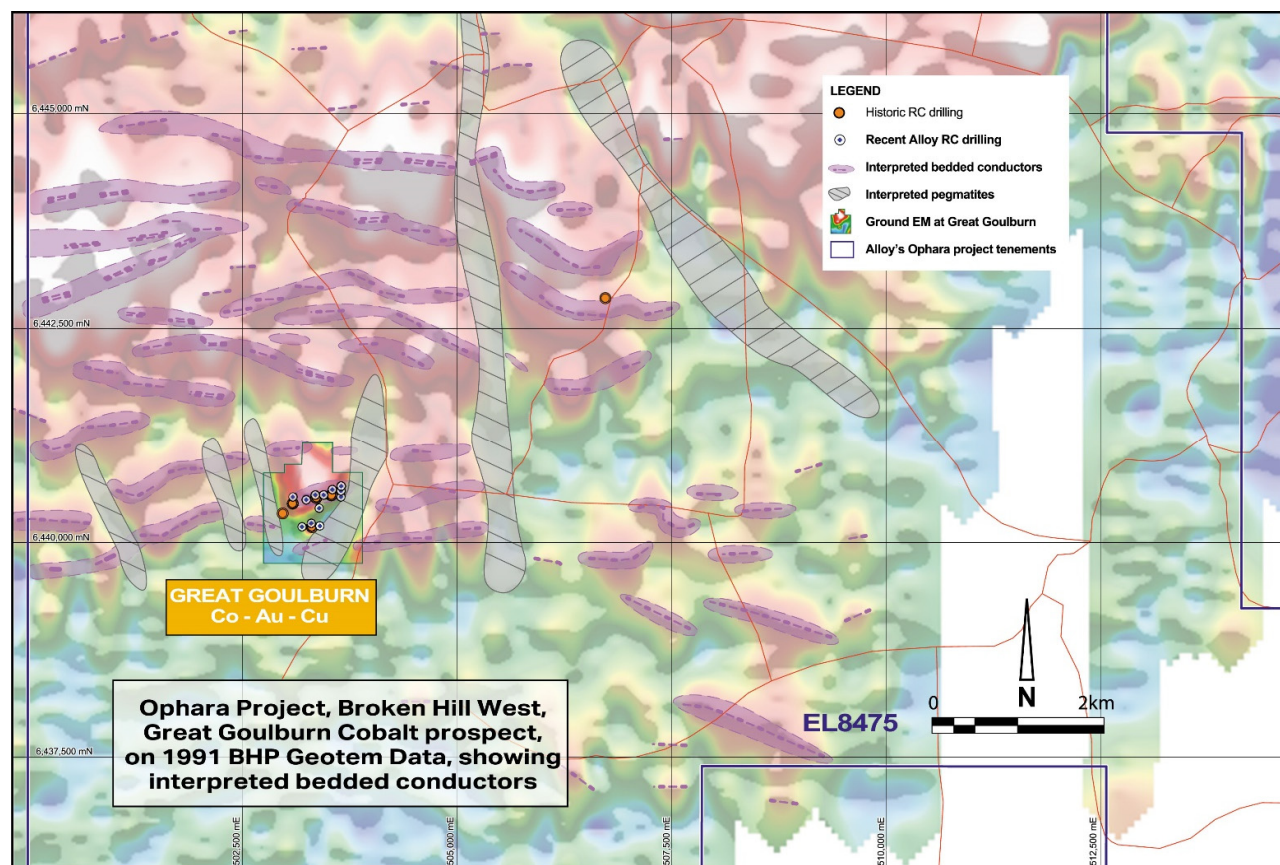 LEGEND
Historic RC drilling
Recent Alloy RC drilling
Interpreted bedded conductors
Interpreted pegmatites
Ground EM at Great Goulburn
Alloy's Ophara project tenements
6,445,000 mN
6,442,500 mN
6,440,000 mN
6,437,500 mN
GREAT GOULBURN
Co - Au - Cu
Ophara Project, Broken Hill West,
Great Goulburn Cobalt prospect,
on 1991 BHP Geotem Data, showing
interpreted bedded conductors
EL8475
N
0 2km
502,500 mE
505,000 mE
507,500 mE
510,000 mE
512,500 mE